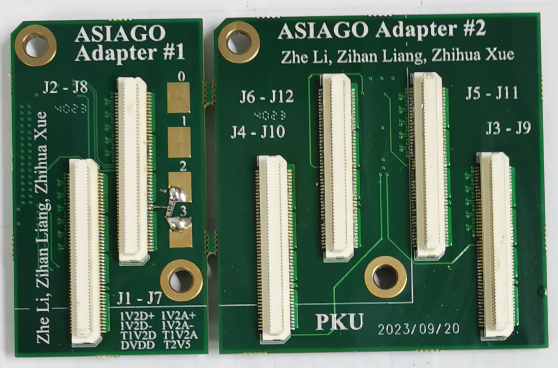 ASIAGO
Adapter #1
J2 - J8
4023
0
1
2
3
Zhe Li, Zihan Liang, Zhihua Xue
J1 - J7
1V2D+ 1V2A+
1V2D- 1V2A-
T1V2D T1V2A
DVDD T2V5
ASIAGO Adapter #2
Zhe Li, Zihan Liang, Zhihua Xue
J6 - J12
4023
J4 - J10
J5 - J11
J3 - J9
PKU
2023/09/20